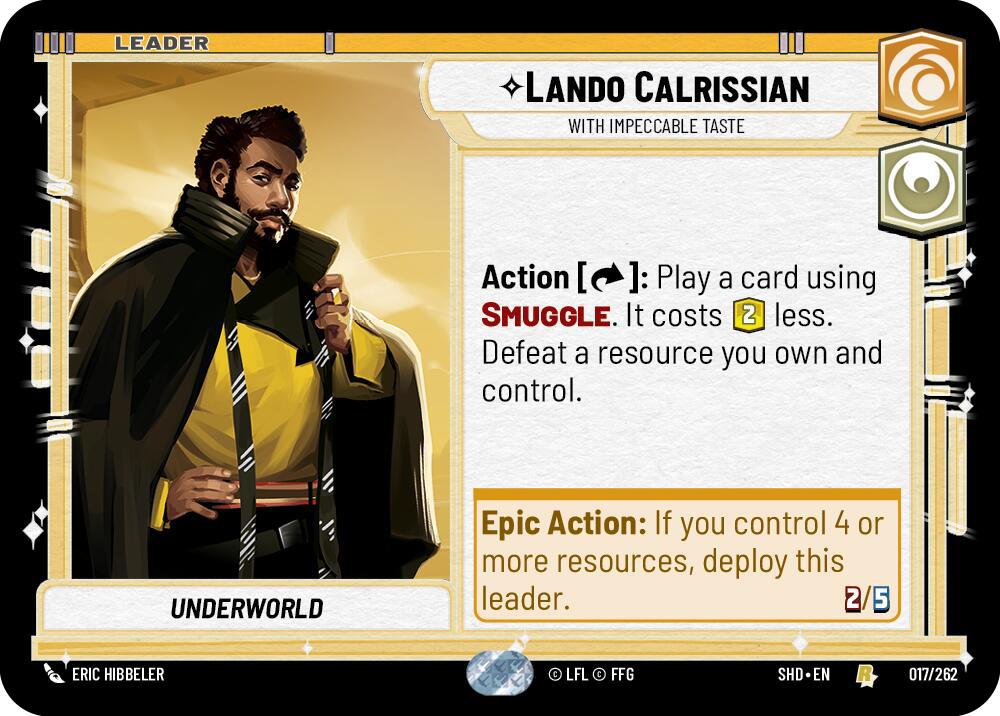 LEADER
LANDO CALRISSIAN
WITH IMPECCABLE TASTE
Action [ ]: Play a card using
SMUGGLE. It costs 2 less.
Defeat a resource you own and
control.
Epic Action: If you control 4 or
more resources, deploy this
leader.
2/5
UNDERWORLD
ERIC HIBBELER
© LFL © FFG
SHD•EN
R
017/262